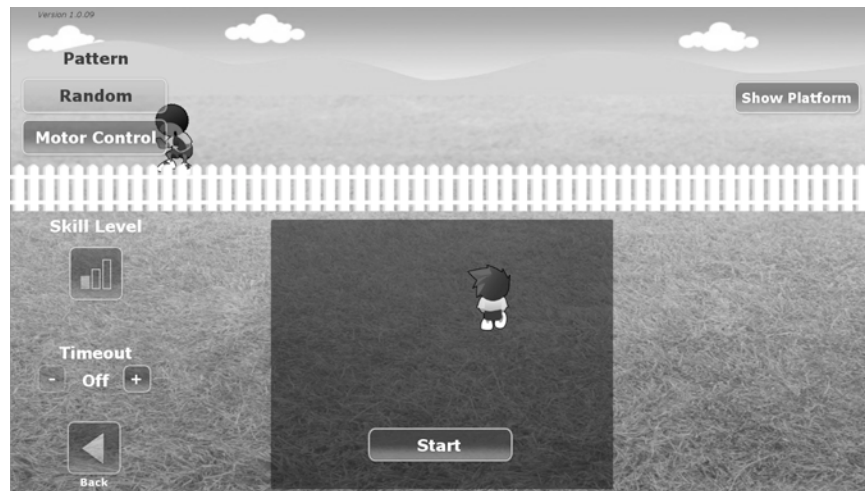 Version 1.0.09
Pattern
Random
Show Platform
Motor Control
Skill Level
Timeout
- Off +
Start
Back